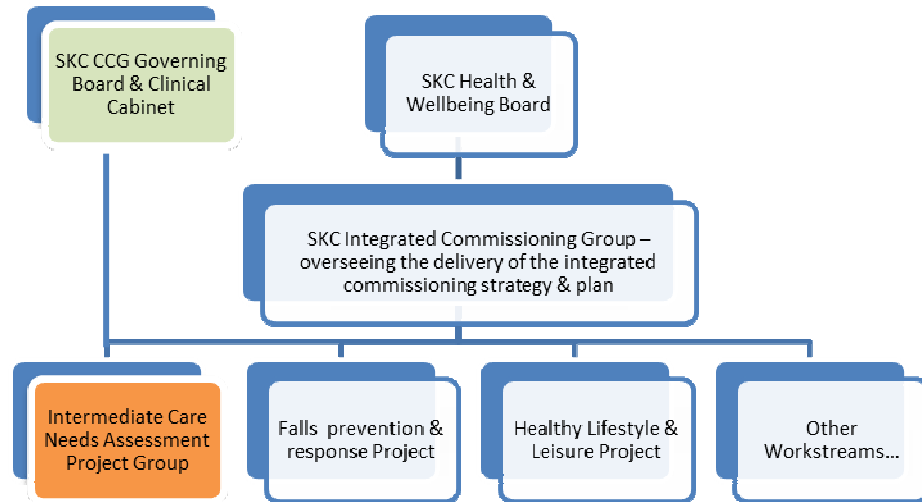 SKC CCG Governing
Board & Clinical
Cabinet
SKC Health &
Wellbeing Board
SKC Integrated Commissioning Group –
overseeing the delivery of the integrated
commissioning strategy & plan
Intermediate Care
Needs Assessment
Project Group
Falls prevention &
response Project
Healthy Lifestyle &
Leisure Project
Other
Workstreams...